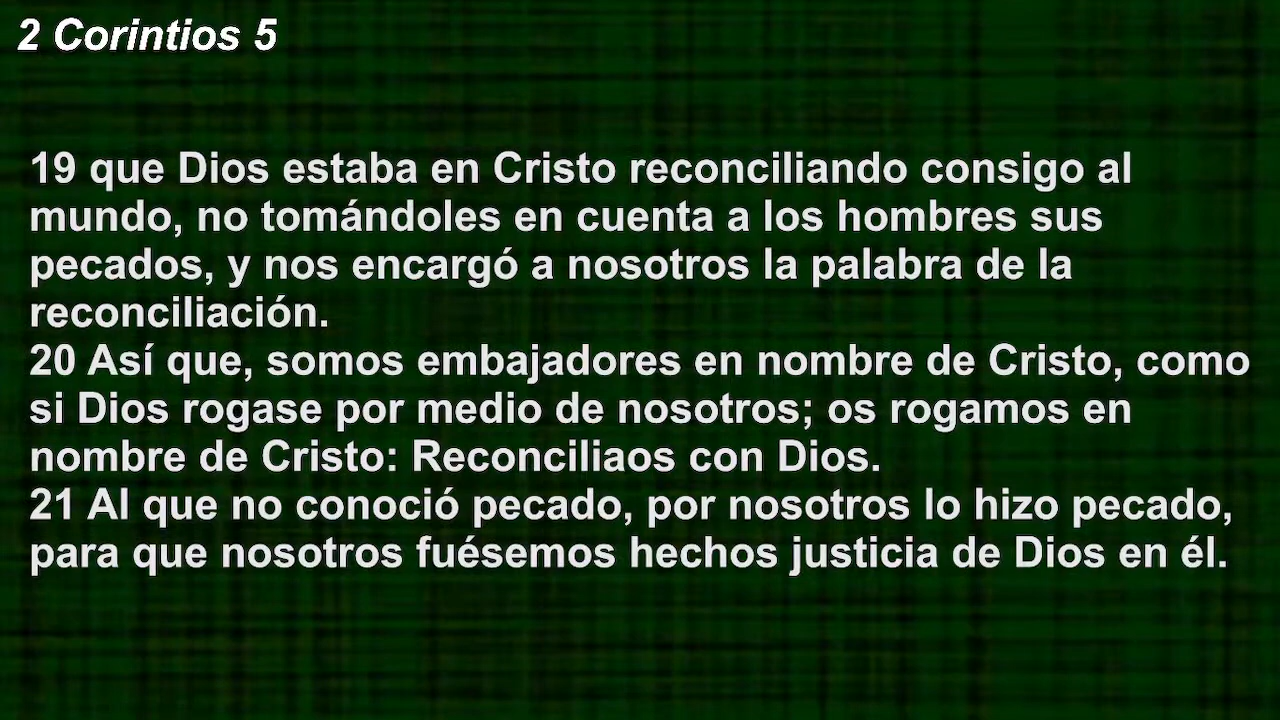 2 Corintios 5
19 que Dios estaba en Cristo reconciliando consigo al
mundo, no tomándoles en cuenta a los hombres sus
pecados, y nos encargó a nosotros la palabra de la
reconciliación.
20 Así que, somos embajadores en nombre de Cristo, como
si Dios rogase por medio de nosotros; os rogamos en
nombre de Cristo: Reconciliaos con Dios.
21 Al que no conoció pecado, por nosotros lo hizo pecado,
para que nosotros fuésemos hechos justicia de Dios en él.